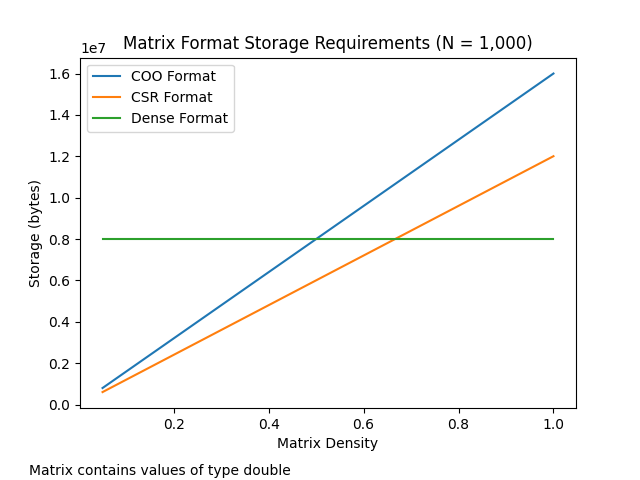 Matrix Format Storage Requirements (N = 1,000)
1e7
COO Format
CSR Format
Dense Format
1.6
1.4
1.2
1.0
0.8
0.6
0.4
0.2
0.0
Storage (bytes)
0.2 0.4 0.6 0.8 1.0
Matrix Density
Matrix contains values of type double